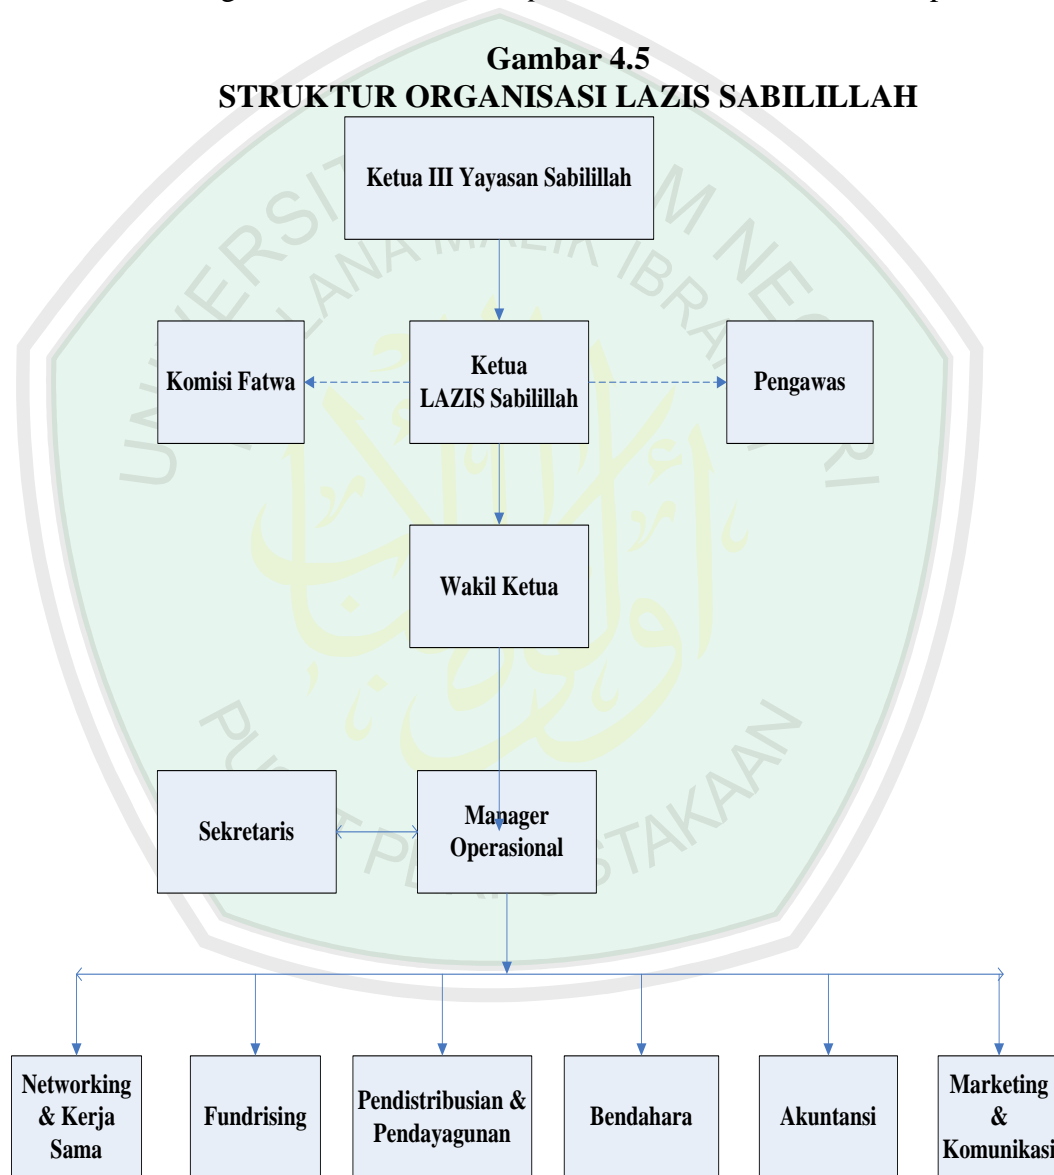 Gambar 4.5
STRUKTUR ORGANISASI LAZIS SABILILLAH
Ketua III Yayasan Sabilillah
Komisi Fatwa
Ketua
LAZIS Sabilillah
Pengawas
Wakil Ketua
Sekretaris
Manager
Operasional
Networking
& Kerja
Sama
Fundrising
Pendistribusian &
Pendayagunan
Bendahara
Akuntansi
Marketing
&
Komunikasi